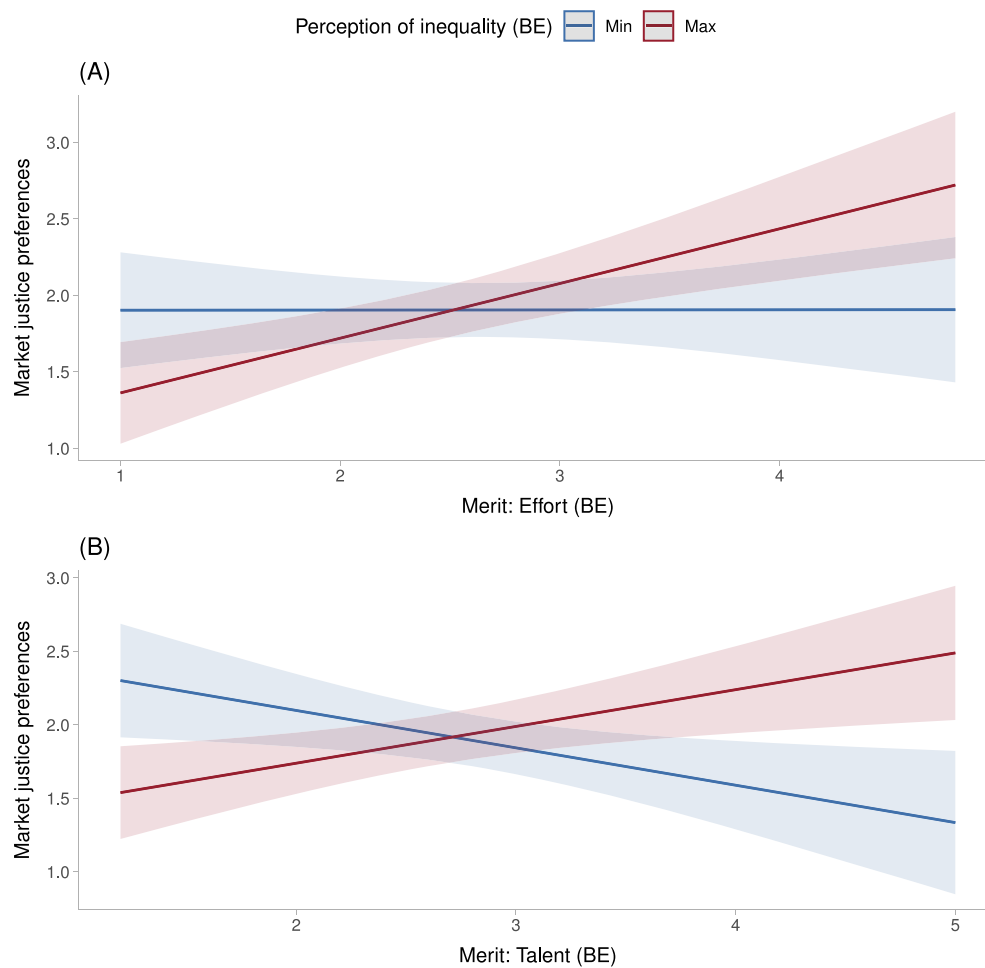 Perception of inequality (BE) Min Max
(A)
Market justice preferences
3.0
2.5
2.0
1.5
1.0
1 2 3 4
Merit: Effort (BE)
(B)
Market justice preferences
3.0
2.5
2.0
1.5
1.0
2 3 4 5
Merit: Talent (BE)